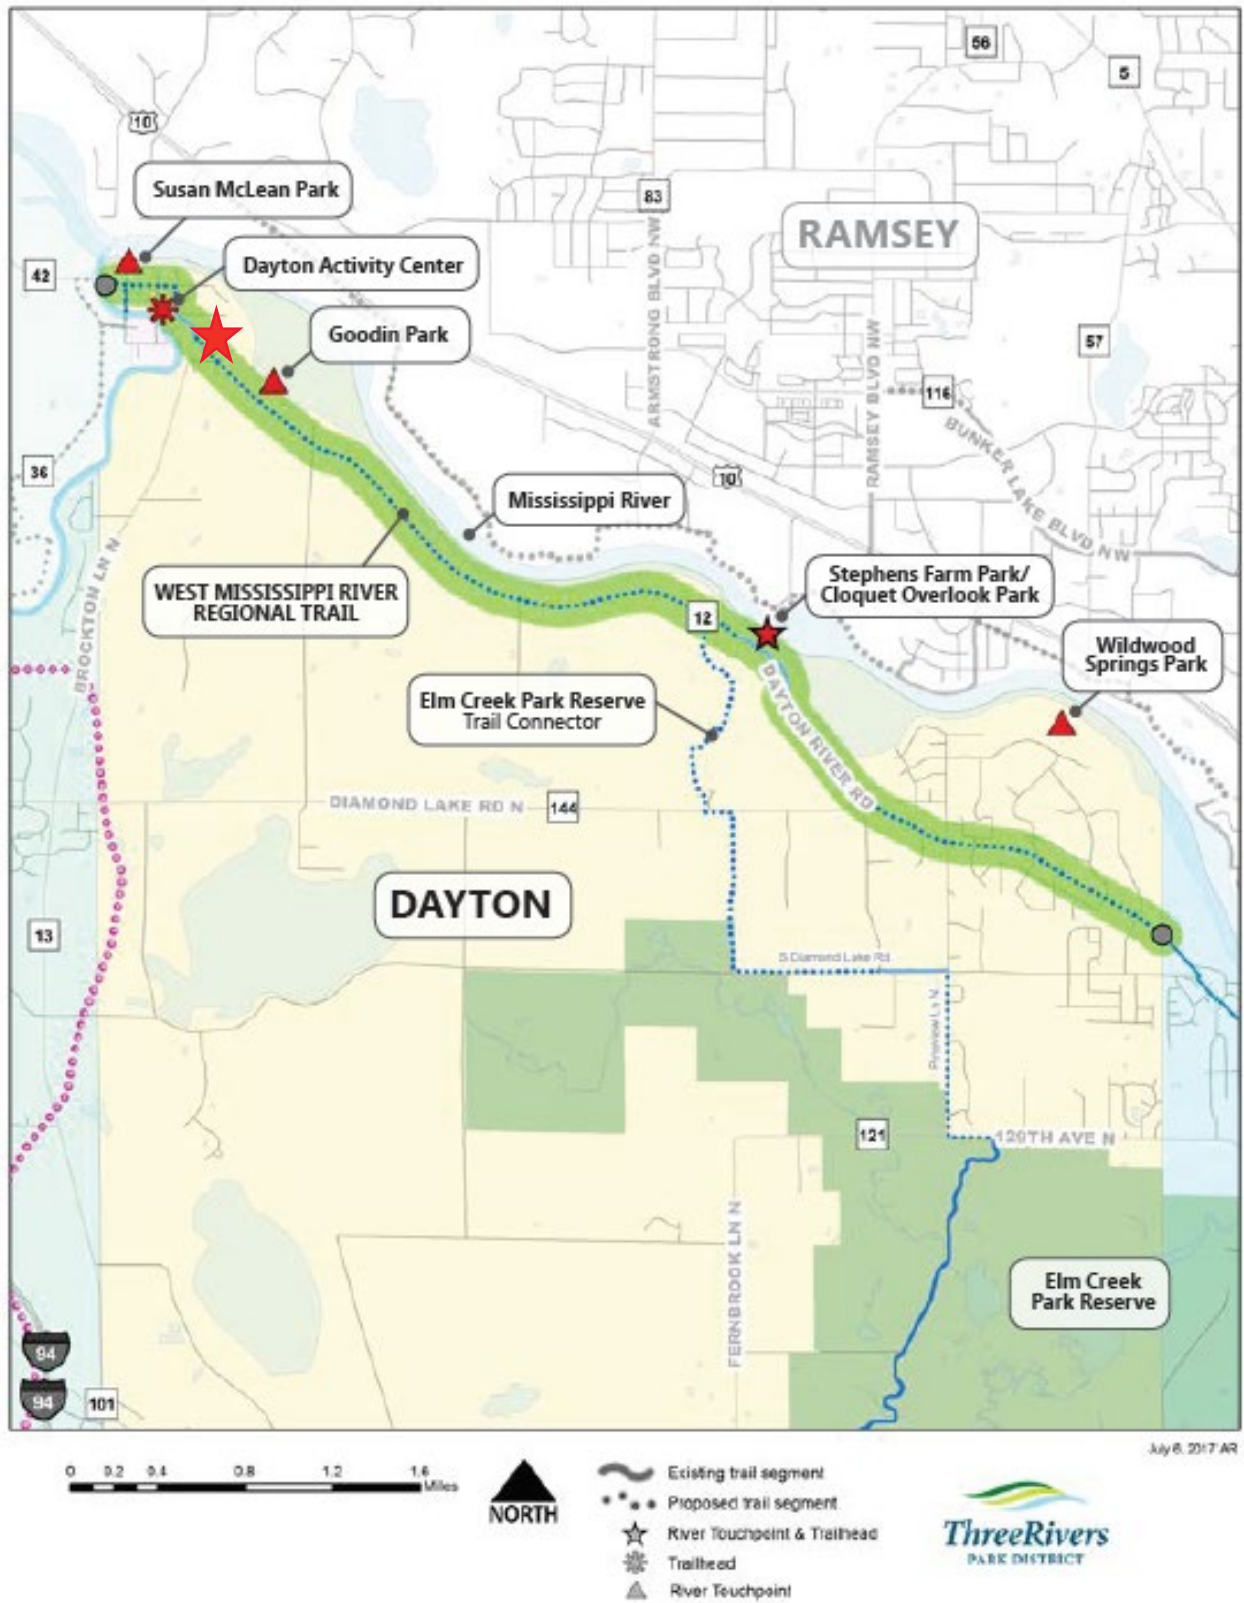 56
5
10
Susan McLean Park
83
RAMSEY
42
Dayton Activity Center
ARMSTRONG BLVD NW
Goodin Park
57
RAMSEY BLVD NW
116
BUNKER LAKE BLVD NW
36
10
Mississippi River
WEST MISSISSIPPI RIVER
REGIONAL TRAIL
BROCKTON LN N
Stephens Farm Park/
Cloquet Overlook Park
12
Wildwood
Springs Park
Elm Creek Park Reserve
Trail Connector
DAYTON RIVER RD
DIAMOND LAKE RD N
144
DAYTON
13
S Diamond Lake Rd
Pineview Ln N
121
129TH AVE N
FERNBROOK LN N
Elm Creek
Park Reserve
94
94
101
July 6, 2017 AR
0 0.2 0.4 0.8 1.2 1.6
Miles
NORTH
Existing trail segment
Proposed trail segment
River Touchpoint & Trailhead
Trailhead
River Touchpoint
ThreeRivers
PARK DISTRICT